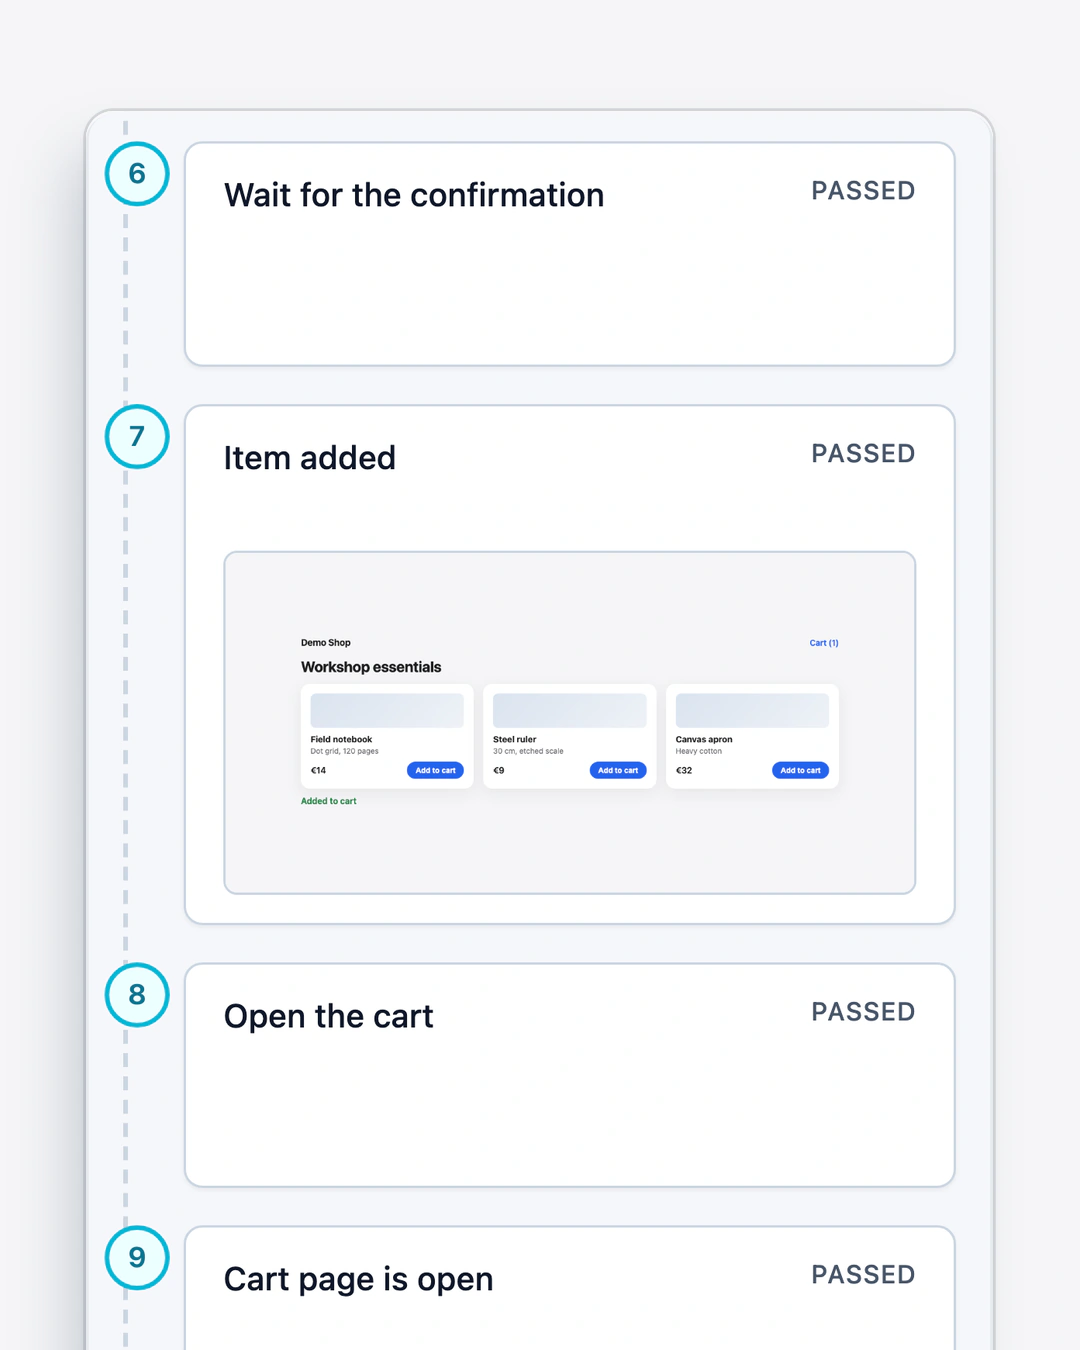 6
Wait for the confirmation
PASSED
7
Item added
PASSED
Demo Shop
Cart (1)
Workshop essentials
Field notebook
Dot grid, 120 pages
€14
Add to cart
Steel ruler
30 cm, etched scale
€9
Add to cart
Canvas apron
Heavy cotton
€32
Add to cart
Added to cart
8
Open the cart
PASSED
9
Cart page is open
PASSED